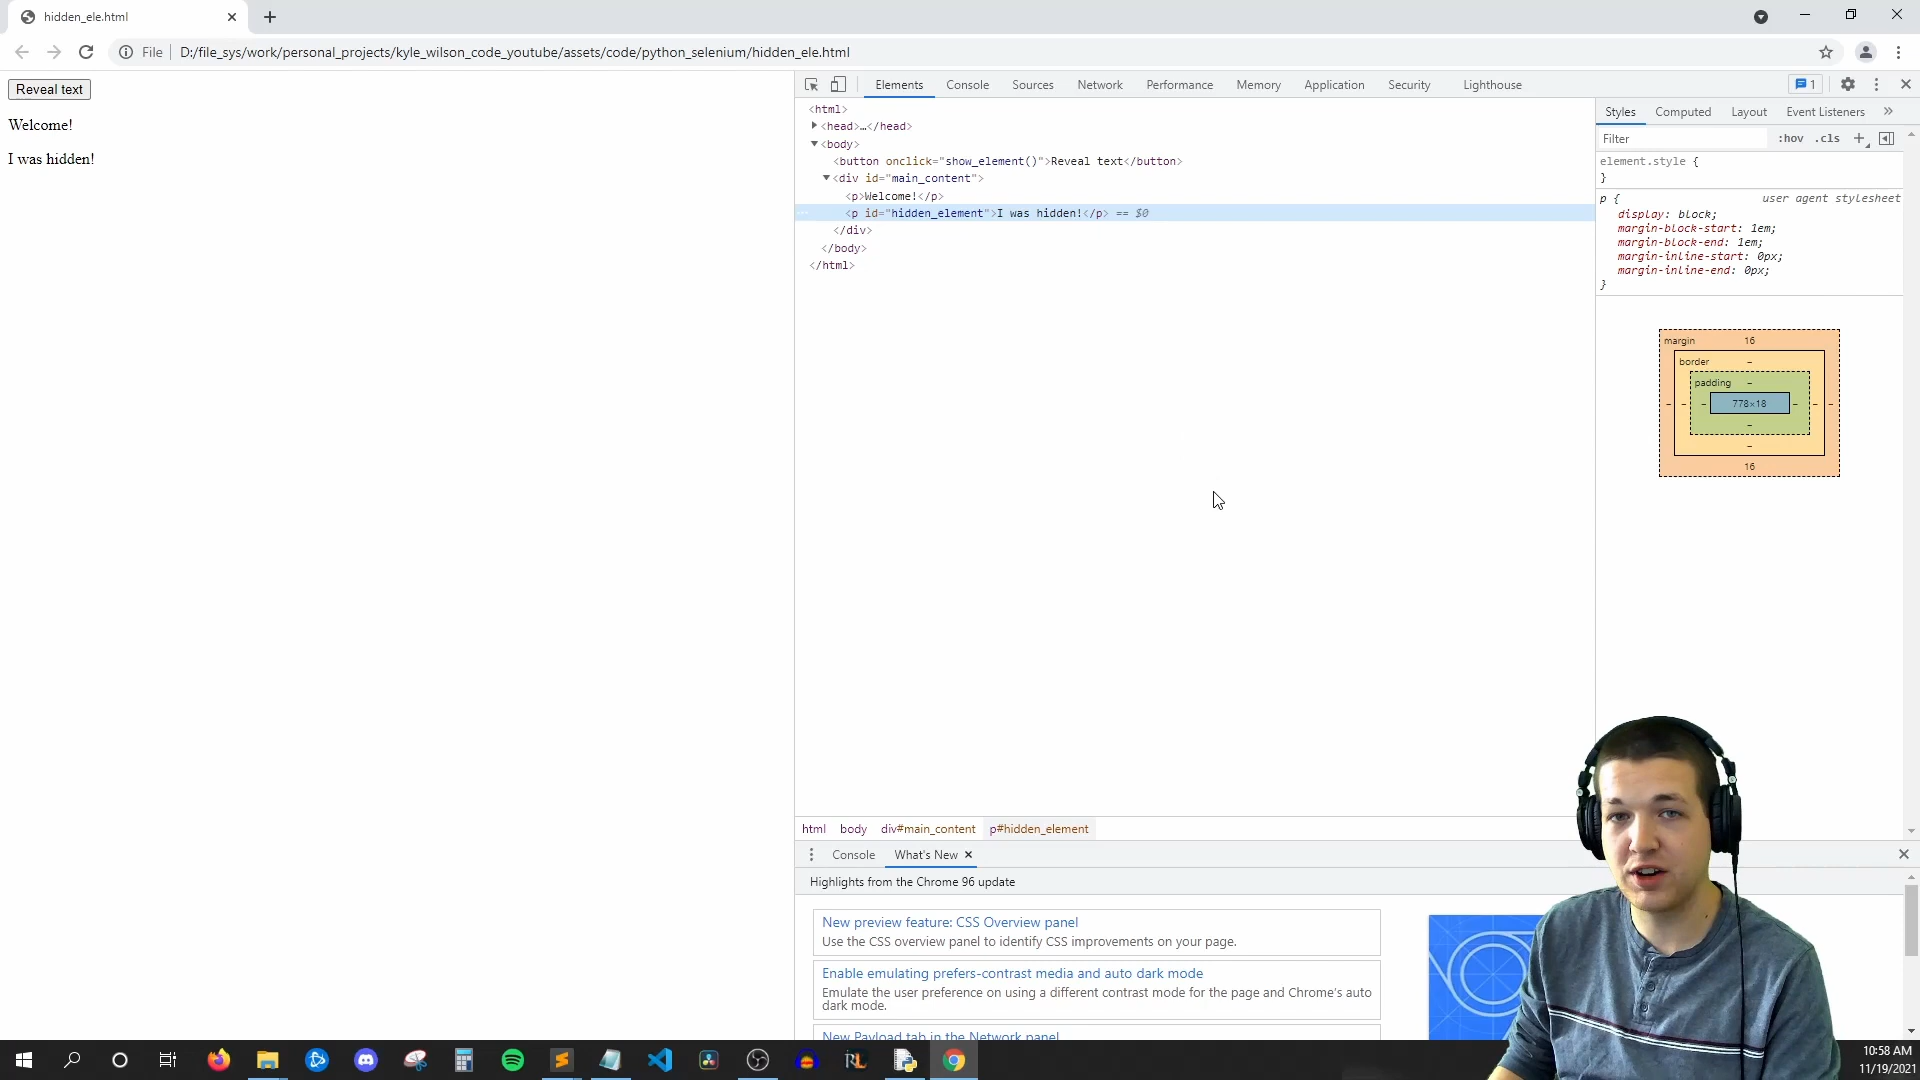 hidden_ele.html
File
D:/file_sys/work/personal_projects/kyle_wilson_code_youtube/assets/code/python_selenium/hidden_ele.html
Reveal text
Welcome!
I was hidden!
Elements Console Sources Network Performance Memory Application Security Lighthouse 1
<html>
<head>…</head>
<body>
<button onclick="show_element()">Reveal text</button>
<div id="main_content">
<p>Welcome!</p>
<p id="hidden_element">I was hidden!</p> == $0
</div>
</body>
</html>
html body div#main_content p#hidden_element
Styles Computed Layout Event Listeners
Filter :hov .cls
element.style {
}
p { user agent stylesheet
display: block;
margin-block-start: 1em;
margin-block-end: 1em;
margin-inline-start: 0px;
margin-inline-end: 0px;
}
margin 16
border –
padding –
– – – 778×18 – – –
–
–
16
Console What's New
Highlights from the Chrome 96 update
New preview feature: CSS Overview panel
Use the CSS overview panel to identify CSS improvements on your page.
Enable emulating prefers-contrast media and auto dark mode
Emulate the user preference on using a different contrast mode for the page and Chrome's auto
dark mode.
New Payload tab in the Network panel
10:58 AM
11/19/2021